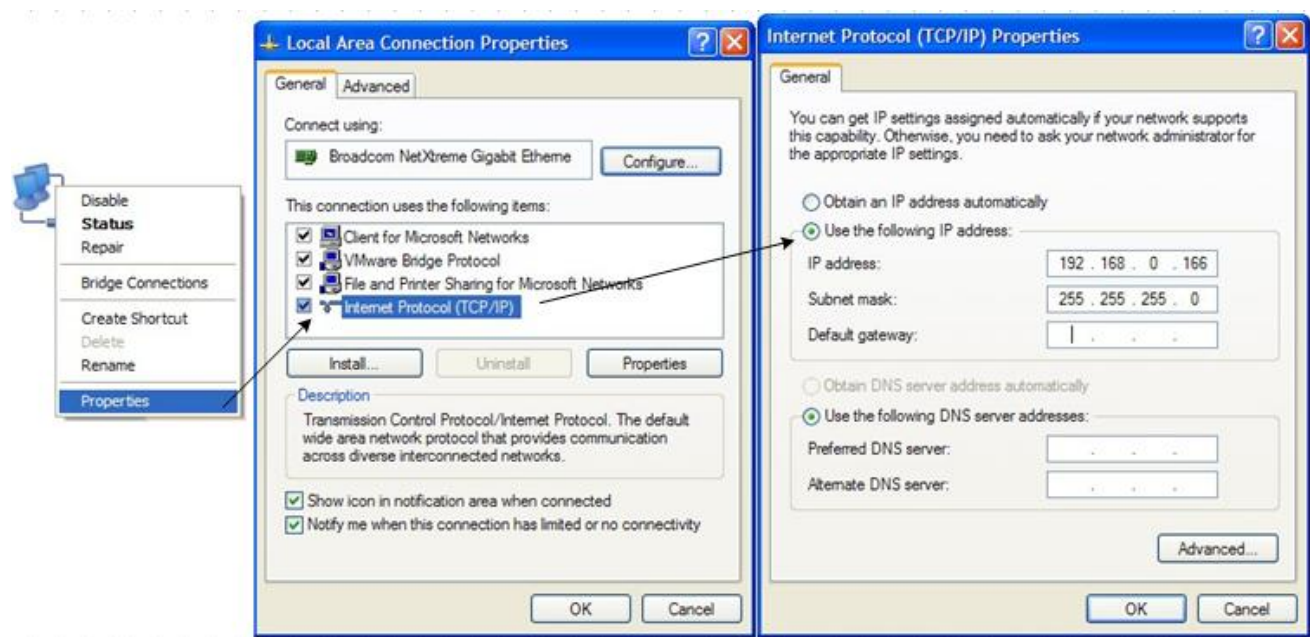 Disable
Status
Repair
Bridge Connections
Create Shortcut
Delete
Rename
Properties
Local Area Connection Properties
General
Advanced
Connect using:
Broadcom NetXtreme Gigabit Etheme
Configure...
This connection uses the following items:
Client for Microsoft Networks
VMware Bridge Protocol
File and Printer Sharing for Microsoft Networks
Internet Protocol (TCP/IP)
Install...
Uninstall
Properties
Description
Transmission Control Protocol/Internet Protocol. The default
wide area network protocol that provides communication
across diverse interconnected networks.
Show icon in notification area when connected
Notify me when this connection has limited or no connectivity
OK
Cancel
Internet Protocol (TCP/IP) Properties
General
You can get IP settings assigned automatically if your network supports
this capability. Otherwise, you need to ask your network administrator for
the appropriate IP settings.
Obtain an IP address automatically
Use the following IP address:
IP address: 192 . 168 . 0 . 166
Subnet mask: 255 . 255 . 255 . 0
Default gateway: . . .
Obtain DNS server address automatically
Use the following DNS server addresses:
Preferred DNS server: . . .
Alternate DNS server: . . .
Advanced...
OK
Cancel